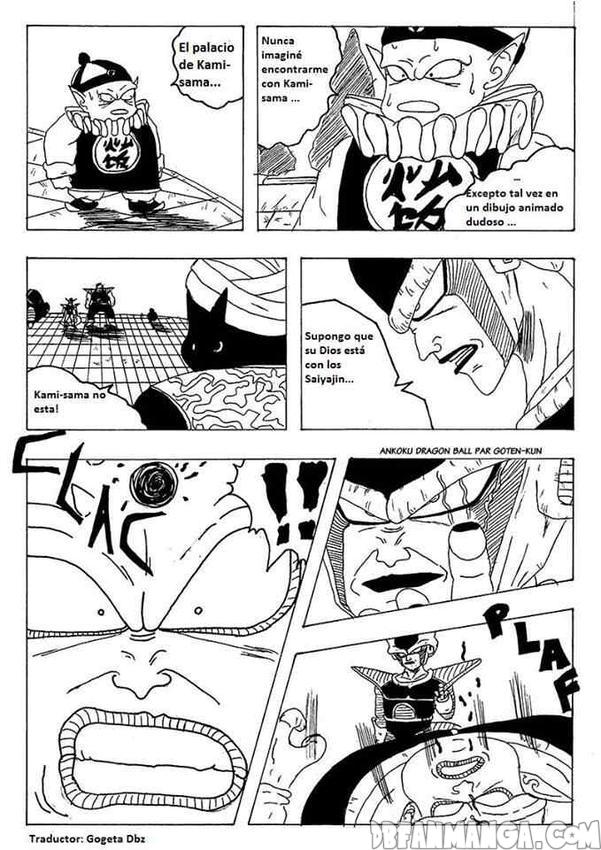 El palacio
de Kami-
sama...
Nunca
imaginé
encontrarme
con Kami-
sama ...
Excepto tal vez en
un dibujo animado
dudoso ...
Kami-sama no
esta!
Supongo que
su Dios está
con los
Saiyajin...
ANKOKU DRAGON BALL PAR GOTEN-KUN
CLAC
!!
PLAF
Traductor: Gogeta Dbz
DBFANMANGA.COM